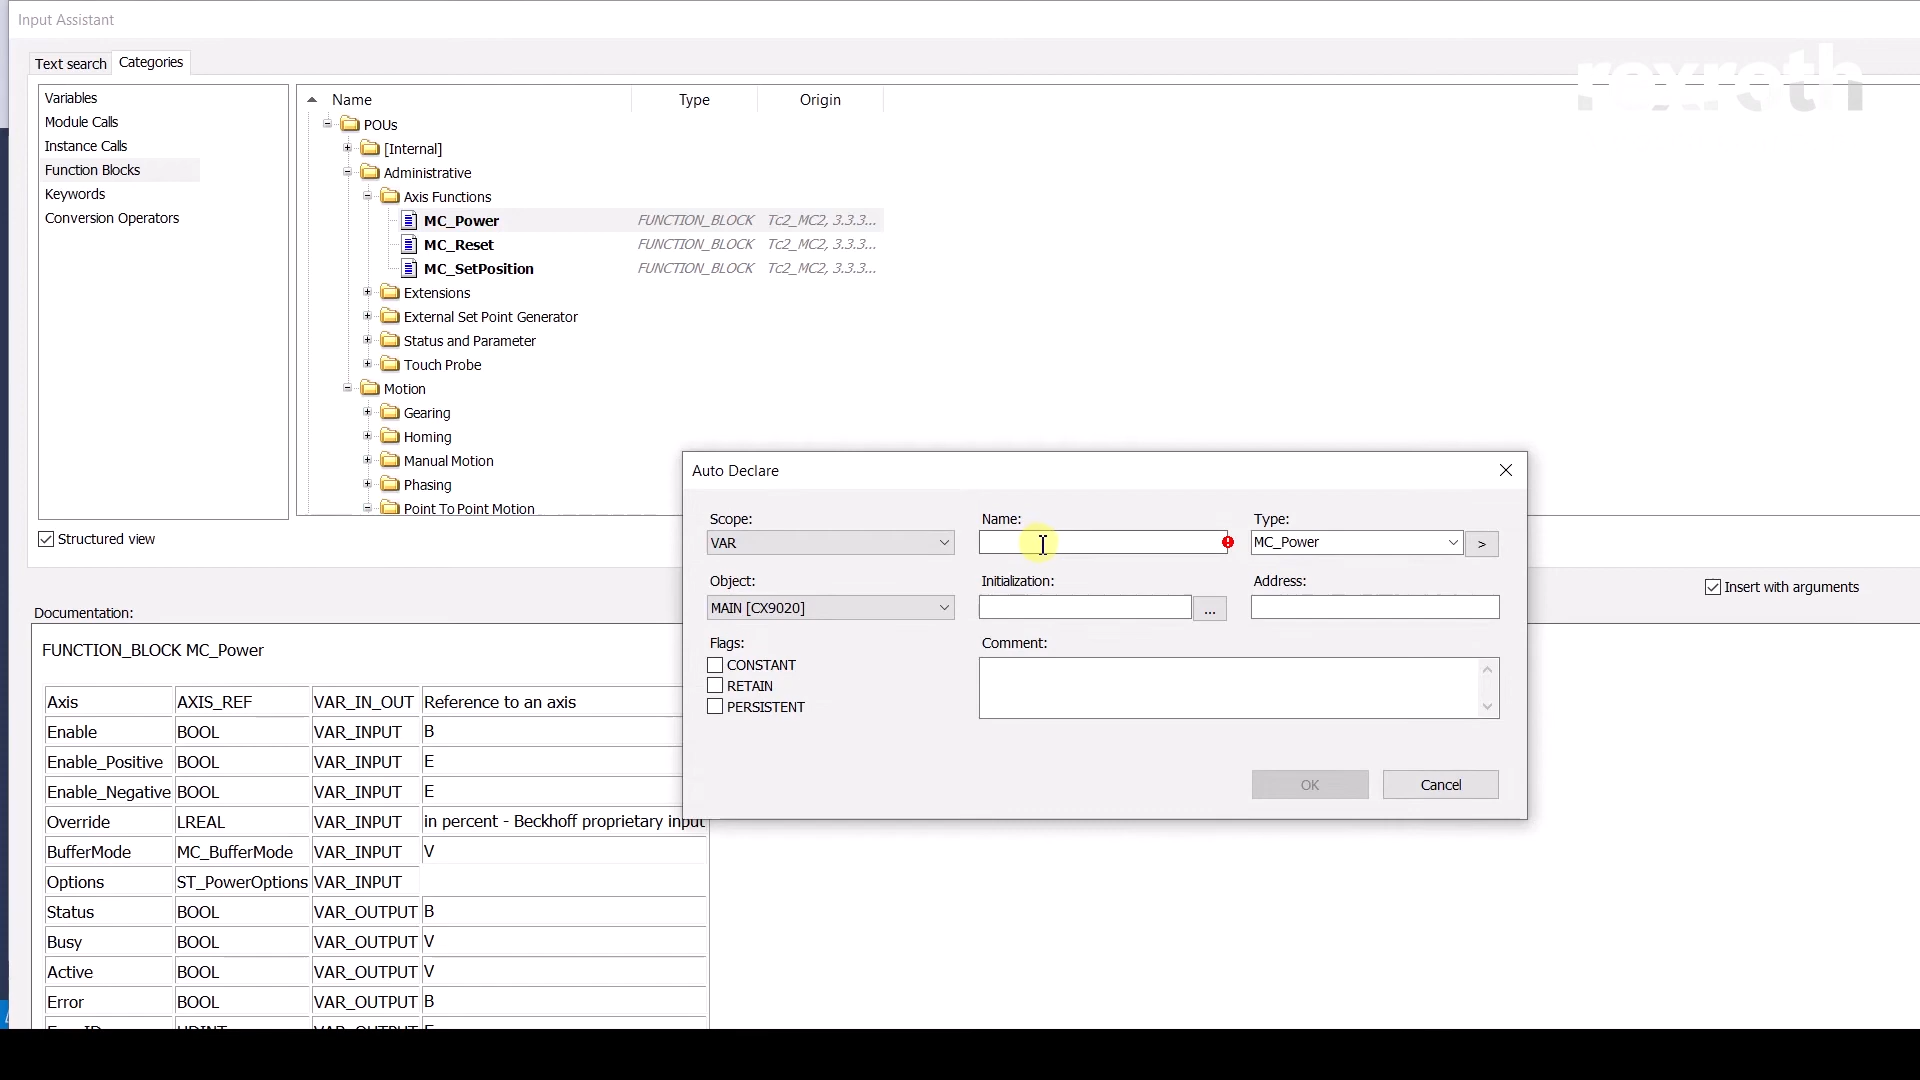 Input Assistant
rexroth
Text search
Categories
Variables
Module Calls
Instance Calls
Function Blocks
Keywords
Conversion Operators
Name Type Origin
POUs
[Internal]
Administrative
Axis Functions
MC_Power FUNCTION_BLOCK Tc2_MC2, 3.3.3...
MC_Reset FUNCTION_BLOCK Tc2_MC2, 3.3.3...
MC_SetPosition FUNCTION_BLOCK Tc2_MC2, 3.3.3...
Extensions
External Set Point Generator
Status and Parameter
Touch Probe
Motion
Gearing
Homing
Manual Motion
Phasing
Point To Point Motion
Structured view
Insert with arguments
Auto Declare
Scope:
VAR
Name:
Type:
MC_Power
>
Object:
MAIN [CX9020]
Initialization:
...
Address:
Flags:
CONSTANT
RETAIN
PERSISTENT
Comment:
OK
Cancel
Documentation:
FUNCTION_BLOCK MC_Power
Axis AXIS_REF VAR_IN_OUT Reference to an axis
Enable BOOL VAR_INPUT B
Enable_Positive BOOL VAR_INPUT E
Enable_Negative BOOL VAR_INPUT E
Override LREAL VAR_INPUT in percent - Beckhoff proprietary input
BufferMode MC_BufferMode VAR_INPUT V
Options ST_PowerOptions VAR_INPUT
Status BOOL VAR_OUTPUT B
Busy BOOL VAR_OUTPUT V
Active BOOL VAR_OUTPUT V
Error BOOL VAR_OUTPUT B